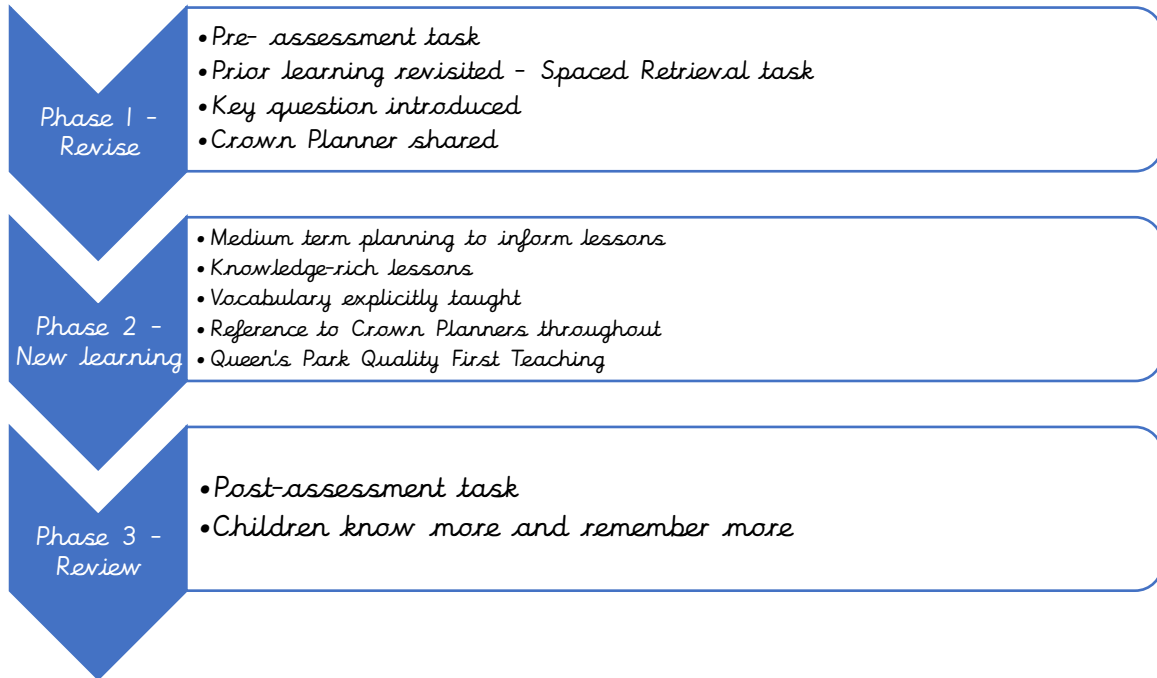 Phase 1 -
Revise
• Pre- assessment task
• Prior learning revisited - Spaced Retrieval task
• Key question introduced
• Crown Planner shared
Phase 2 -
New learning
• Medium term planning to inform lessons
• Knowledge-rich lessons
• Vocabulary explicitly taught
• Reference to Crown Planners throughout
• Queen's Park Quality First Teaching
Phase 3 -
Review
• Post-assessment task
• Children know more and remember more